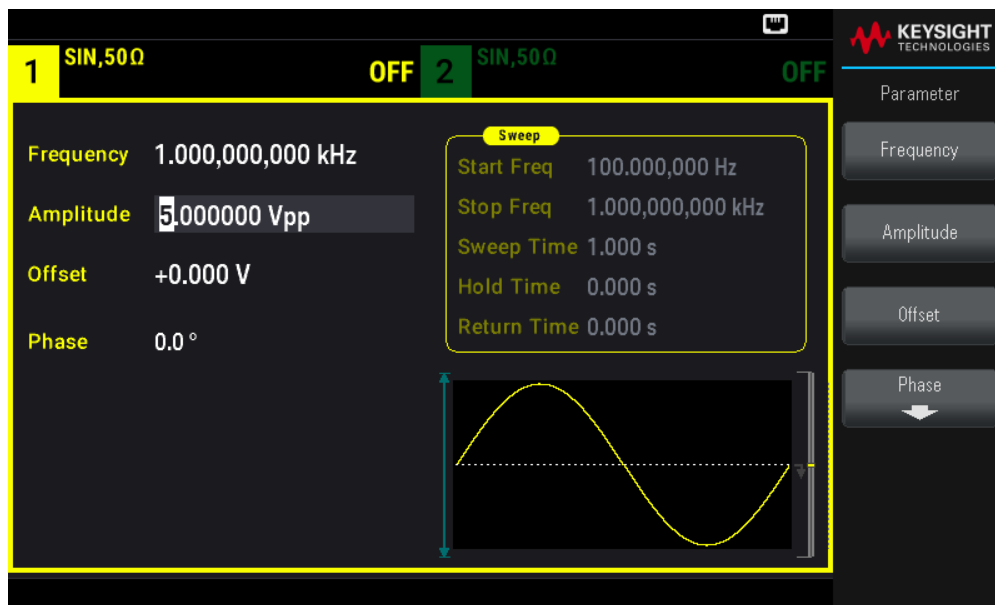 1 SIN,50Ω OFF
2 SIN,50Ω OFF
KEYSIGHT
TECHNOLOGIES
Frequency 1.000,000,000 kHz
Amplitude 5.000000 Vpp
Offset +0.000 V
Phase 0.0 °
Sweep
Start Freq 100.000,000 Hz
Stop Freq 1.000,000,000 kHz
Sweep Time 1.000 s
Hold Time 0.000 s
Return Time 0.000 s
Parameter
Frequency
Amplitude
Offset
Phase